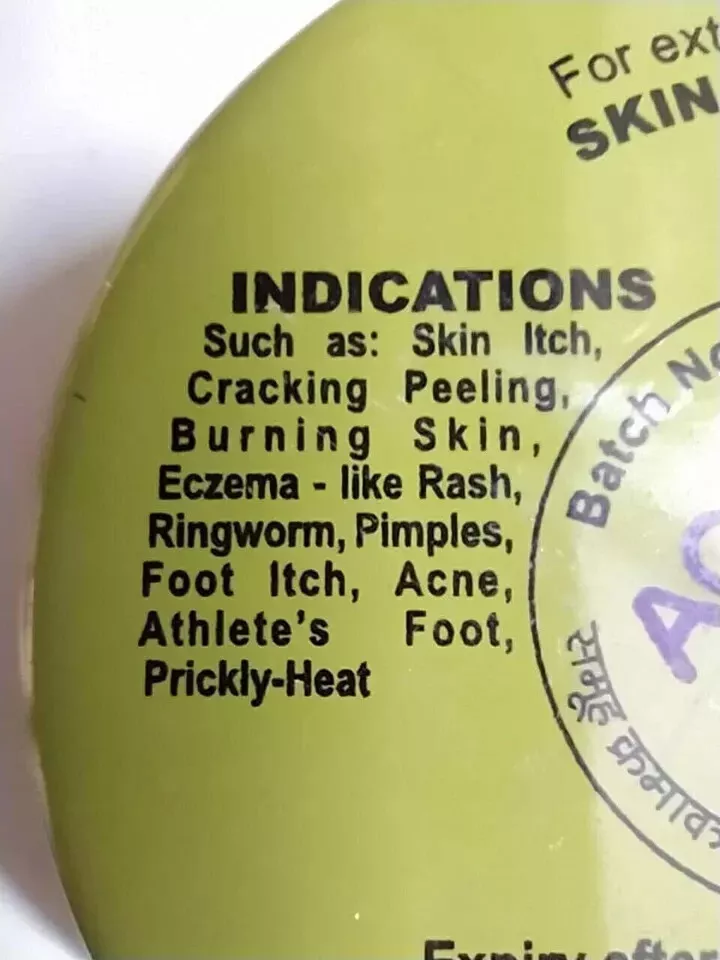 For
SKIN
INDICATIONS
Such as: Skin Itch,
Cracking Peeling,
Burning Skin,
Eczema - like Rash,
Ringworm, Pimples,
Foot Itch, Acne,
Athlete's Foot,
Prickly-Heat
Batch No